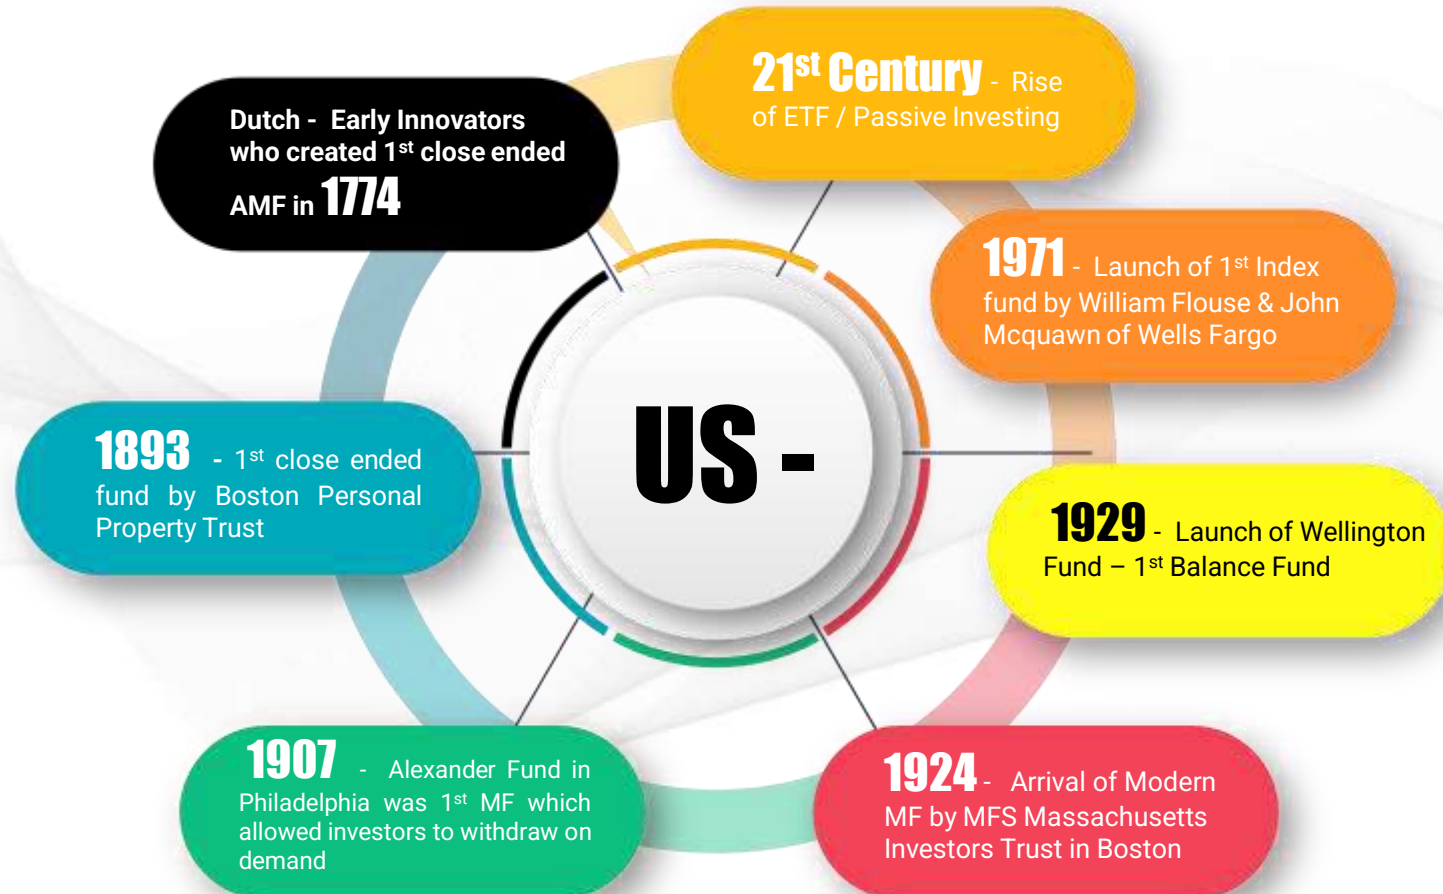 Dutch - Early Innovators
who created 1st close ended
AMF in 1774
21st Century - Rise
of ETF / Passive Investing
1971 - Launch of 1st Index
fund by William Flouse & John
Mcquawn of Wells Fargo
1893 - 1st close ended
fund by Boston Personal
Property Trust
US -
1929 - Launch of Wellington
Fund – 1st Balance Fund
1907 - Alexander Fund in
Philadelphia was 1st MF which
allowed investors to withdraw on
demand
1924 - Arrival of Modern
MF by MFS Massachusetts
Investors Trust in Boston